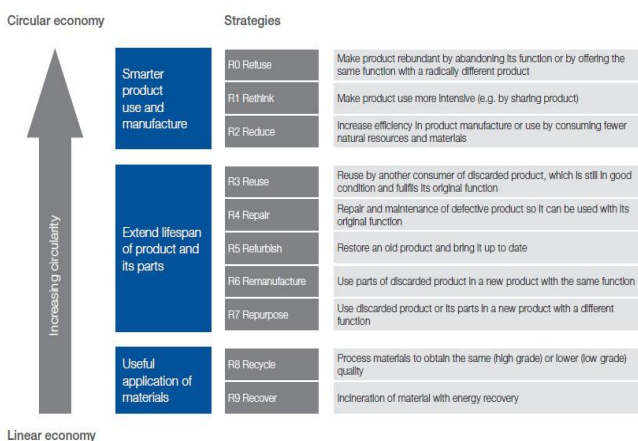 Circular economy
Strategies
Increasing circularity
Smarter
product
use and
manufacture
R0 Refuse
Make product rebundant by abandoning its function or by offering the
same function with a radically different product
R1 Rethink
Make product use more intensive (e.g. by sharing product)
R2 Reduce
Increase efficiency in product manufacture or use by consuming fewer
natural resources and materials
Extend lifespan
of product and
its parts
R3 Reuse
Reuse by another consumer of discarded product, which is still in good
condition and fullfils its original function
R4 Repair
Repair and maintenance of defective product so it can be used with its
original function
R5 Refurbish
Restore an old product and bring it up to date
R6 Remanufacture
Use parts of discarded product in a new product with the same function
R7 Repurpose
Use discarded product or its parts in a new product with a different
function
Useful
application of
materials
R8 Recycle
Process materials to obtain the same (high grade) or lower (low grade)
quality
R9 Recover
Incineration of material with energy recovery
Linear economy